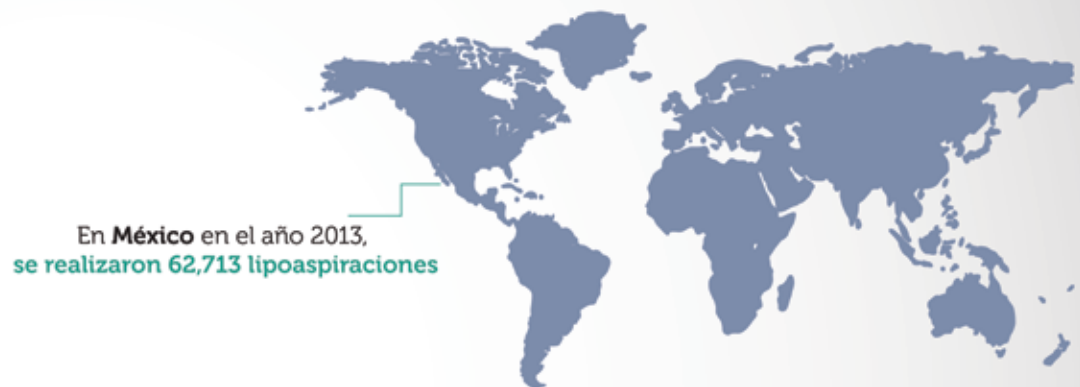 En México en el año 2013,
se realizaron 62,713 lipoaspiraciones